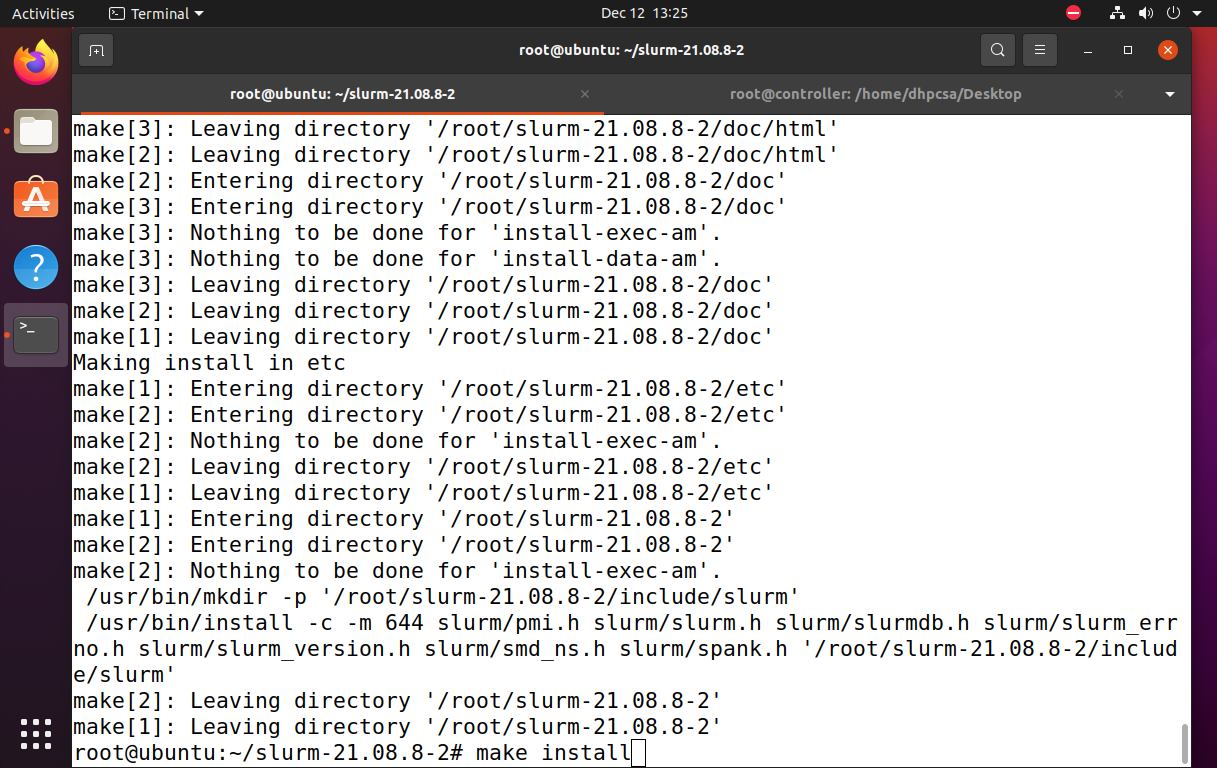 Activities
Terminal
Dec 12 13:25
root@ubuntu: ~/slurm-21.08.8-2
root@ubuntu: ~/slurm-21.08.8-2
root@controller: /home/dhpcsa/Desktop
make[3]: Leaving directory '/root/slurm-21.08.8-2/doc/html'
make[2]: Leaving directory '/root/slurm-21.08.8-2/doc/html'
make[2]: Entering directory '/root/slurm-21.08.8-2/doc'
make[3]: Entering directory '/root/slurm-21.08.8-2/doc'
make[3]: Nothing to be done for 'install-exec-am'.
make[3]: Nothing to be done for 'install-data-am'.
make[3]: Leaving directory '/root/slurm-21.08.8-2/doc'
make[2]: Leaving directory '/root/slurm-21.08.8-2/doc'
make[1]: Leaving directory '/root/slurm-21.08.8-2/doc'
Making install in etc
make[1]: Entering directory '/root/slurm-21.08.8-2/etc'
make[2]: Entering directory '/root/slurm-21.08.8-2/etc'
make[2]: Nothing to be done for 'install-exec-am'.
make[2]: Leaving directory '/root/slurm-21.08.8-2/etc'
make[1]: Leaving directory '/root/slurm-21.08.8-2/etc'
make[1]: Entering directory '/root/slurm-21.08.8-2'
make[2]: Entering directory '/root/slurm-21.08.8-2'
make[2]: Nothing to be done for 'install-exec-am'.
 /usr/bin/mkdir -p '/root/slurm-21.08.8-2/include/slurm'
 /usr/bin/install -c -m 644 slurm/pmi.h slurm/slurm.h slurm/slurmdb.h slurm/slurm_err
no.h slurm/slurm_version.h slurm/smd_ns.h slurm/spank.h '/root/slurm-21.08.8-2/includ
e/slurm'
make[2]: Leaving directory '/root/slurm-21.08.8-2'
make[1]: Leaving directory '/root/slurm-21.08.8-2'
root@ubuntu:~/slurm-21.08.8-2# make install